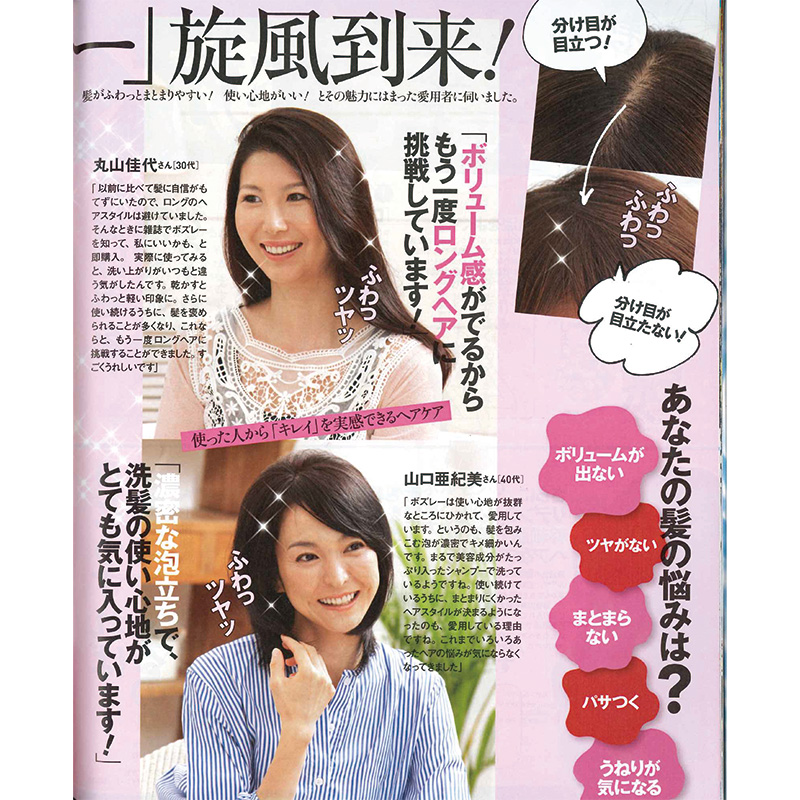 ー」旋風到来！
髪がふわっとまとまりやすい！ 使い心地がいい！ とその魅力にはまった愛用者に伺いました。
分け目が
目立つ！
ふわっ
ふわっ
分け目が
目立たない！
「ボリューム感がでるから
もう一度ロングヘアに
挑戦しています！」
丸山佳代さん［30代］
「以前に比べて髪に自信がも
てずにいたので、ロングのヘ
アスタイルは避けていました。
そんなときに雑誌でボズレー
を知って、私にいいかも、と
即購入。 実際に使ってみる
と、洗い上がりがいつもと違
う気がしたんです。乾かすと
ふわっと軽い印象に。さらに
使い続けるうちに、髪を褒め
られることが多くなり、これな
らと、もう一度ロングヘアに
挑戦することができました。す
ごくうれしいです」
ふわっ
ツヤッ
使った人から「キレイ」を実感できるヘアケア
あなたの髪の悩みは？
ボリュームが
出ない
ツヤがない
まとまら
ない
パサつく
うねりが
気になる
山口亜紀美さん［40代］
「ボズレーは使い心地が抜群
なところにひかれて、愛用して
います。というのも、髪を包み
こむ泡が濃密でキメ細かいん
です。まるで美容成分がたっ
ぷり入ったシャンプーで洗って
いるようですね。使い続けて
いるうちに、まとまりにくかった
ヘアスタイルが決まるようにな
ったのも、愛用している理由
ですね。これまでいろいろあ
ったヘアの悩みが気にならなく
なってきました」
ふわっ
ツヤッ
「濃密な泡立ちで、
洗髪の使い心地が
とても気に入っています！」